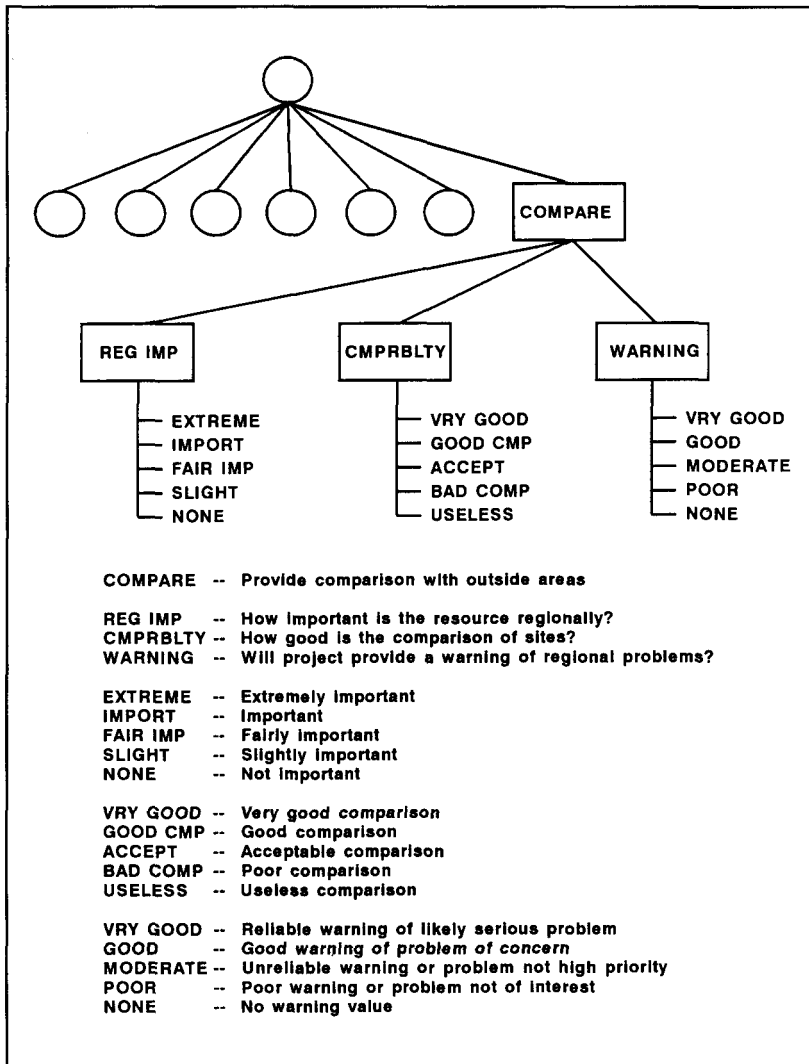 COMPARE
REG IMP
CMPRBLTY
WARNING
EXTREME
IMPORT
FAIR IMP
SLIGHT
NONE
VRY GOOD
GOOD CMP
ACCEPT
BAD COMP
USELESS
VRY GOOD
GOOD
MODERATE
POOR
NONE
COMPARE -- Provide comparison with outside areas
REG IMP -- How important is the resource regionally?
CMPRBLTY -- How good is the comparison of sites?
WARNING -- Will project provide a warning of regional problems?
EXTREME -- Extremely important
IMPORT -- Important
FAIR IMP -- Fairly important
SLIGHT -- Slightly important
NONE -- Not important
VRY GOOD -- Very good comparison
GOOD CMP -- Good comparison
ACCEPT -- Acceptable comparison
BAD COMP -- Poor comparison
USELESS -- Useless comparison
VRY GOOD -- Reliable warning of likely serious problem
GOOD -- Good warning of problem of concern
MODERATE -- Unreliable warning or problem not high priority
POOR -- Poor warning or problem not of interest
NONE -- No warning value